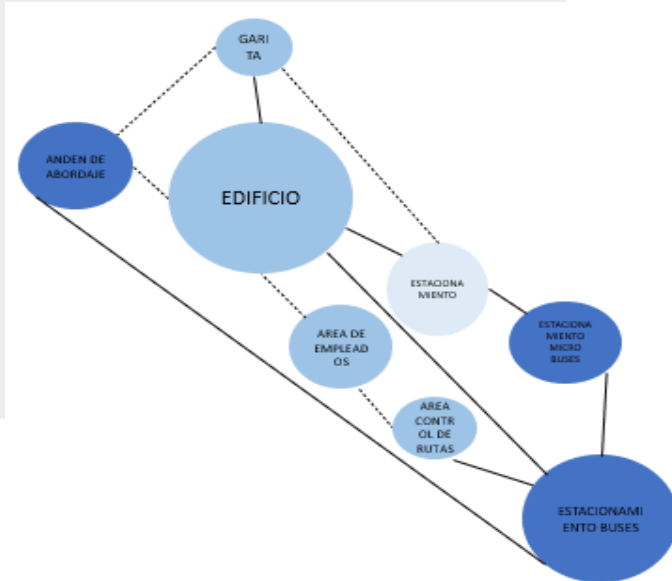 GARI
TA
ANDEN DE
ABORDAJE
EDIFICIO
ESTACIONA
MIENTO
ESTACIONA
MIENTO
MICRO
BUSES
AREA DE
EMPLEAD
OS
AREA
CONTR
OL DE
RUTAS
ESTACIONAMI
ENTO BUSES